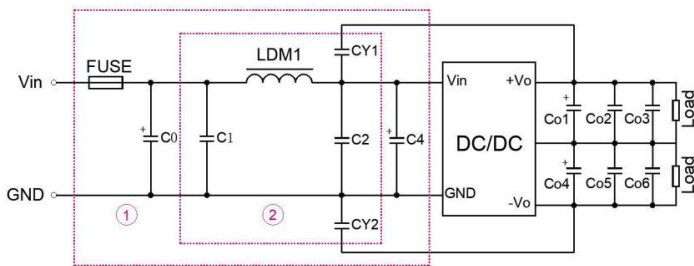 FUSE
LDM1
CY1
Vin
Vin
+Vo
+
C0
C1
C2
+
C4
DC/DC
+
Co1
Co2
Co3
Load
+
Co4
Co5
Co6
Load
GND
GND
-Vo
①
②
CY2